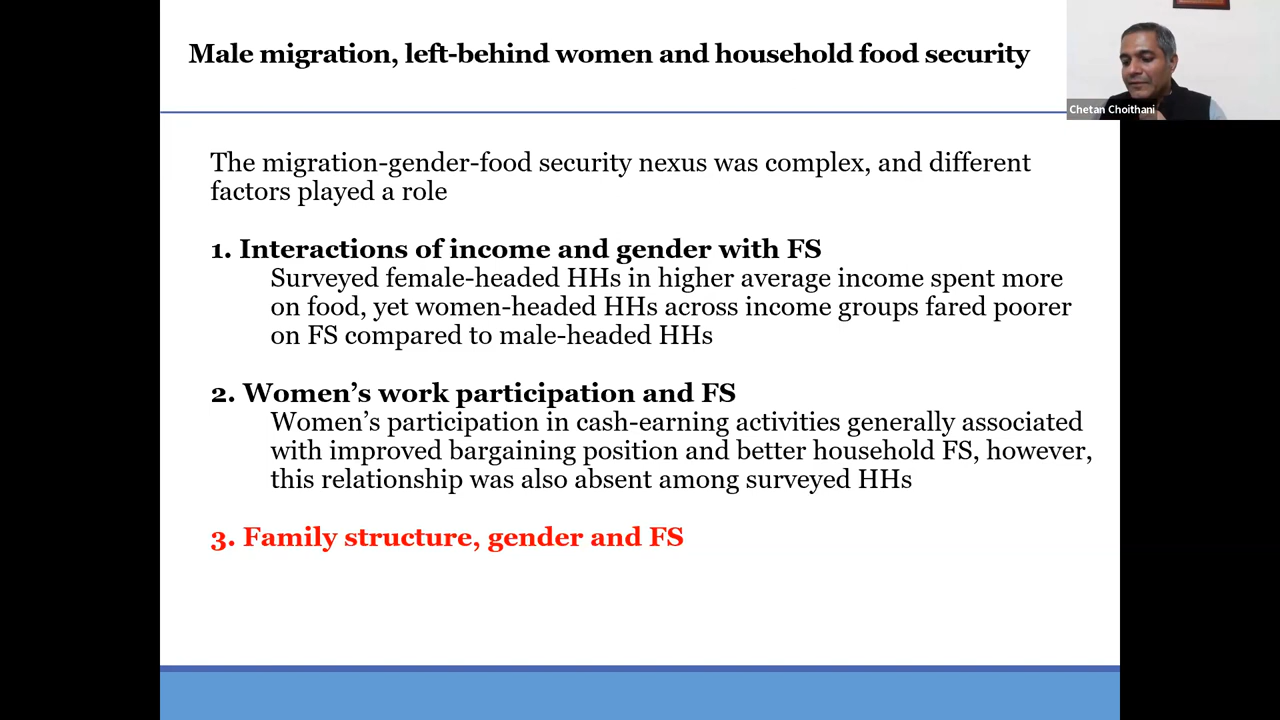 Male migration, left-behind women and household food security
Chetan Choithani
The migration-gender-food security nexus was complex, and different
factors played a role
1. Interactions of income and gender with FS
Surveyed female-headed HHs in higher average income spent more
on food, yet women-headed HHs across income groups fared poorer
on FS compared to male-headed HHs
2. Women’s work participation and FS
Women’s participation in cash-earning activities generally associated
with improved bargaining position and better household FS, however,
this relationship was also absent among surveyed HHs
3. Family structure, gender and FS